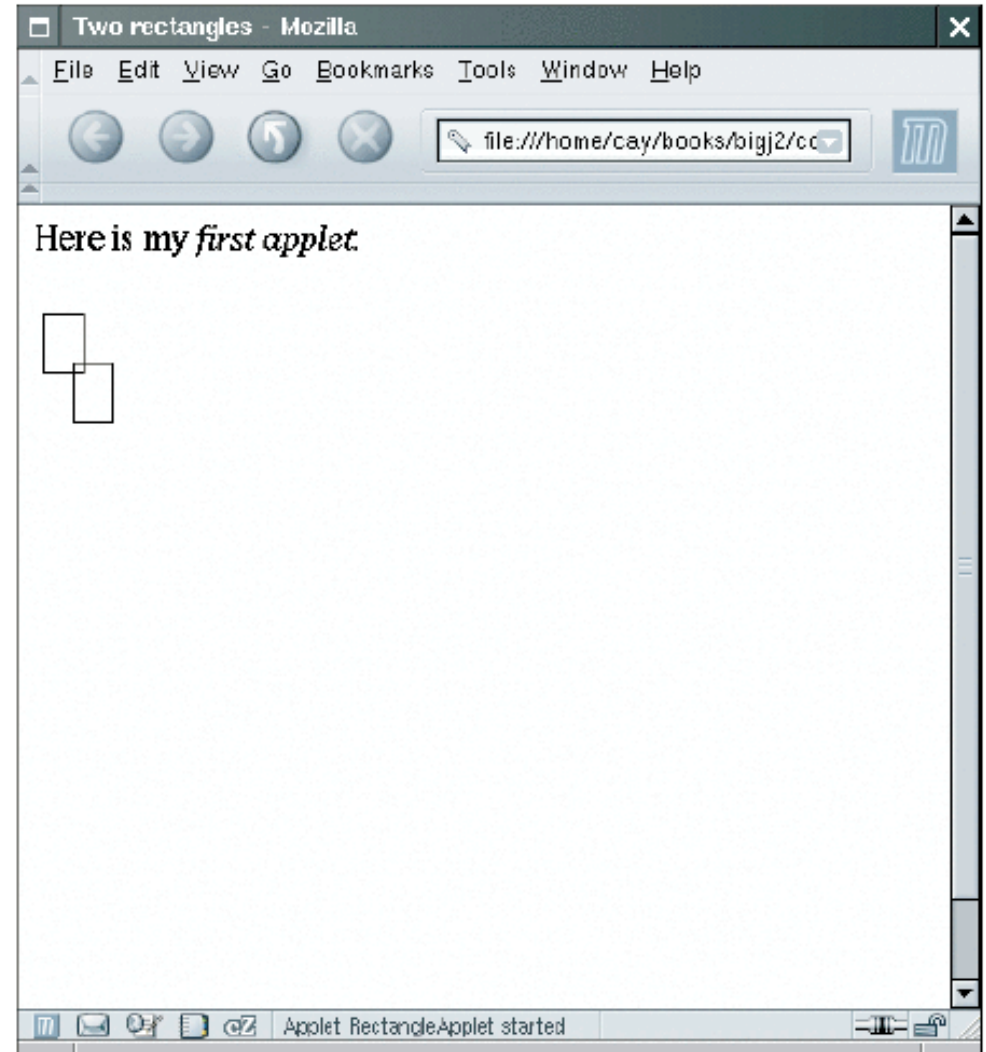 Two rectangles - Mozilla
File Edit View Go Bookmarks Tools Window Help
file:///home/cay/books/bigj2/co
m
Here is my first applet:
Applet RectangleApplet started